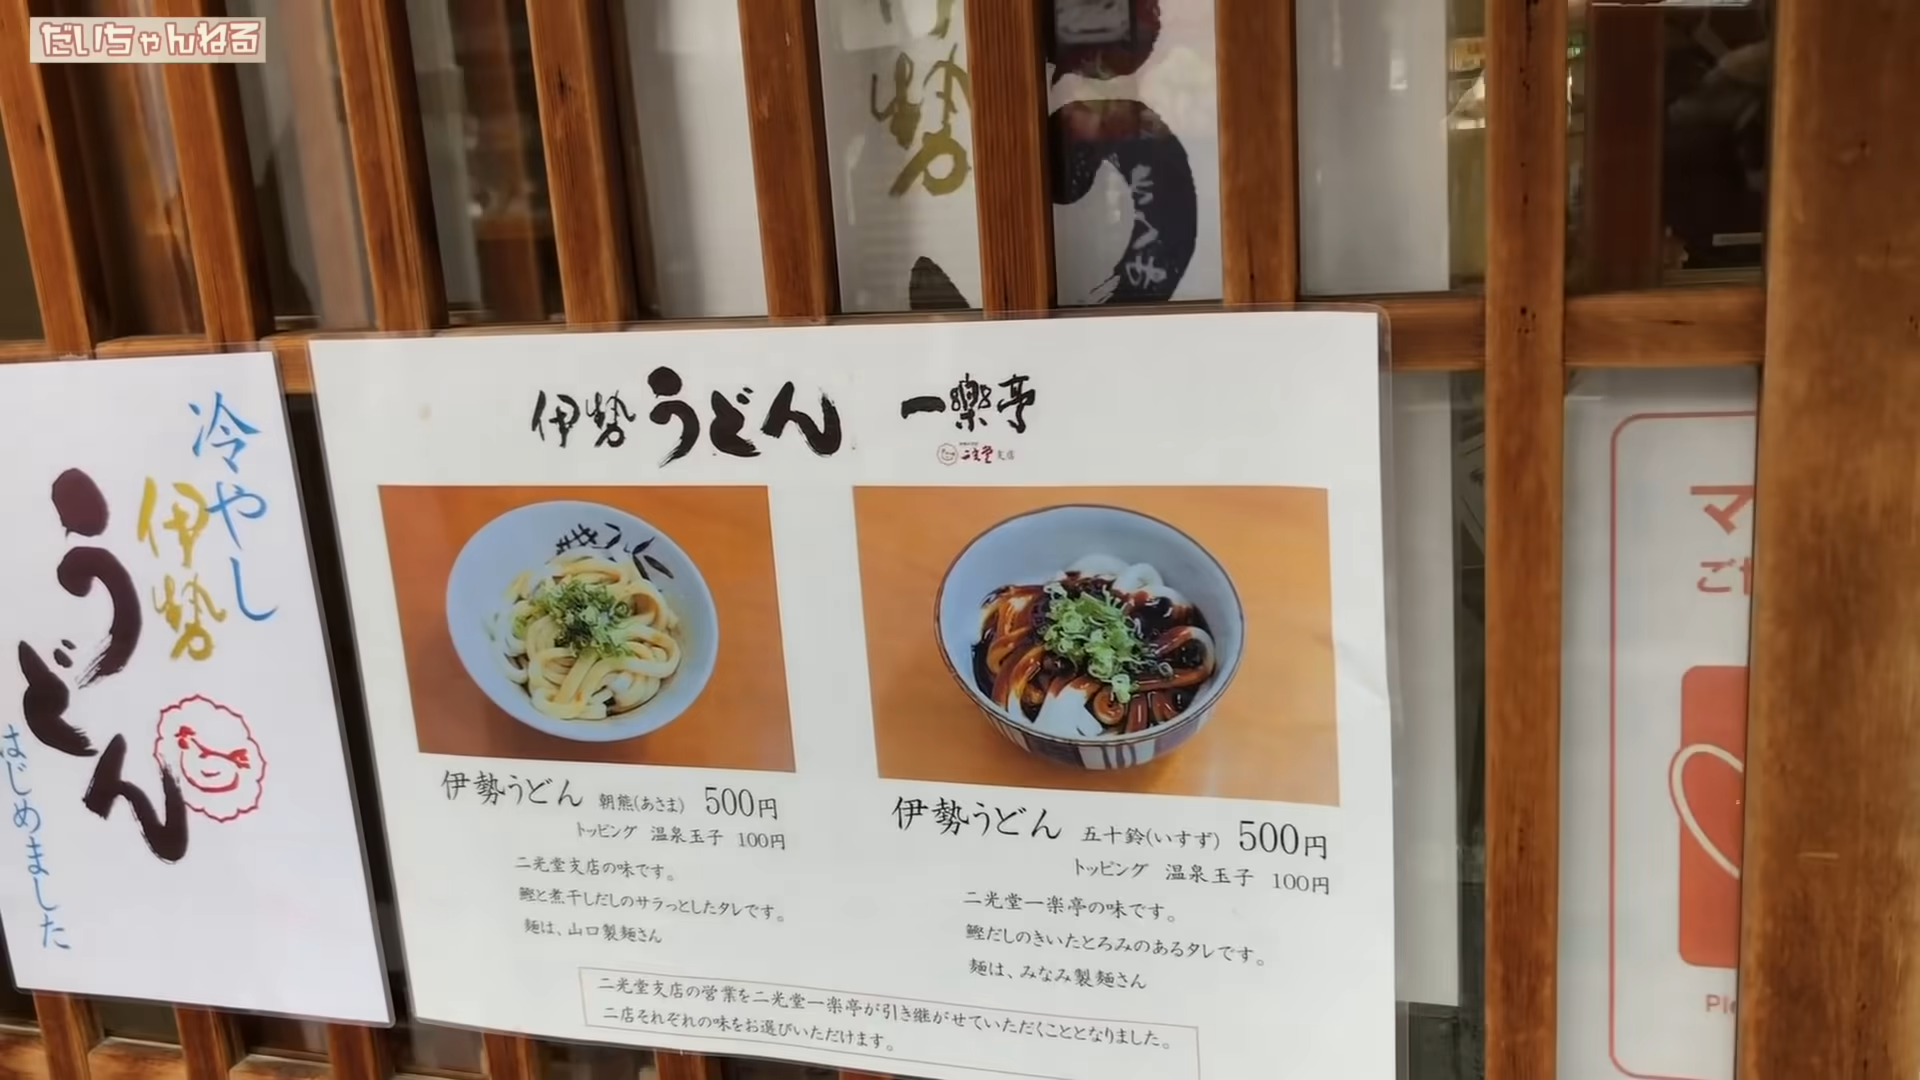 だいちゃんねる
伊勢
う
冷やし
伊勢
うどん
はじめました
伊勢うどん 一楽亭
二光堂支店
伊勢うどん 朝熊(あさま) 500円
トッピング 温泉玉子 100円
二光堂支店の味です。
鰹と煮干しだしのサラっとしたタレです。
麺は、山口製麺さん
伊勢うどん 五十鈴(いすず) 500円
トッピング 温泉玉子 100円
二光堂一楽亭の味です。
鰹だしのきいたとろみのあるタレです。
麺は、みなみ製麺さん
二光堂支店の営業を二光堂一楽亭が引き継がせていただくこととなりました。
二店それぞれの味をお選びいただけます。
マ
ご
Ple